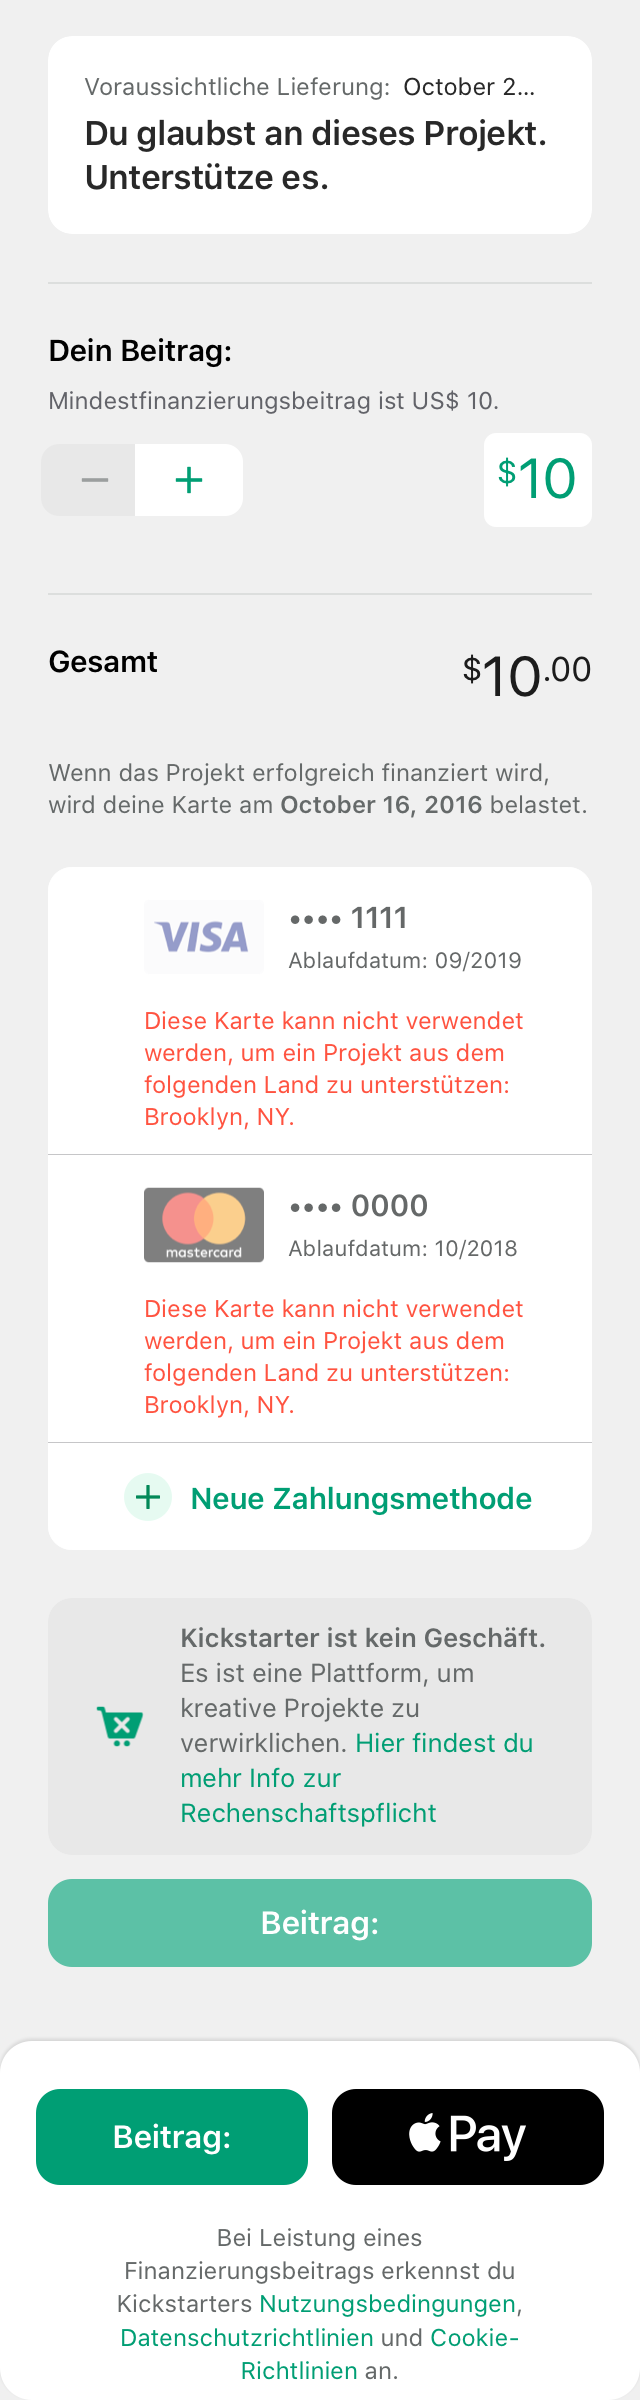 Voraussichtliche Lieferung: October 2...
Du glaubst an dieses Projekt.
Unterstütze es.
Dein Beitrag:
Mindestfinanzierungsbeitrag ist US$ 10.
− +
$10
Gesamt
$10.00
Wenn das Projekt erfolgreich finanziert wird,
wird deine Karte am October 16, 2016 belastet.
VISA
•••• 1111
Ablaufdatum: 09/2019
Diese Karte kann nicht verwendet
werden, um ein Projekt aus dem
folgenden Land zu unterstützen:
Brooklyn, NY.
mastercard
•••• 0000
Ablaufdatum: 10/2018
Diese Karte kann nicht verwendet
werden, um ein Projekt aus dem
folgenden Land zu unterstützen:
Brooklyn, NY.
+ Neue Zahlungsmethode
Kickstarter ist kein Geschäft.
Es ist eine Plattform, um
kreative Projekte zu
verwirklichen. Hier findest du
mehr Info zur
Rechenschaftspflicht
Beitrag:
Beitrag:
Pay
Bei Leistung eines
Finanzierungsbeitrags erkennst du
Kickstarters Nutzungsbedingungen,
Datenschutzrichtlinien und Cookie-
Richtlinien an.